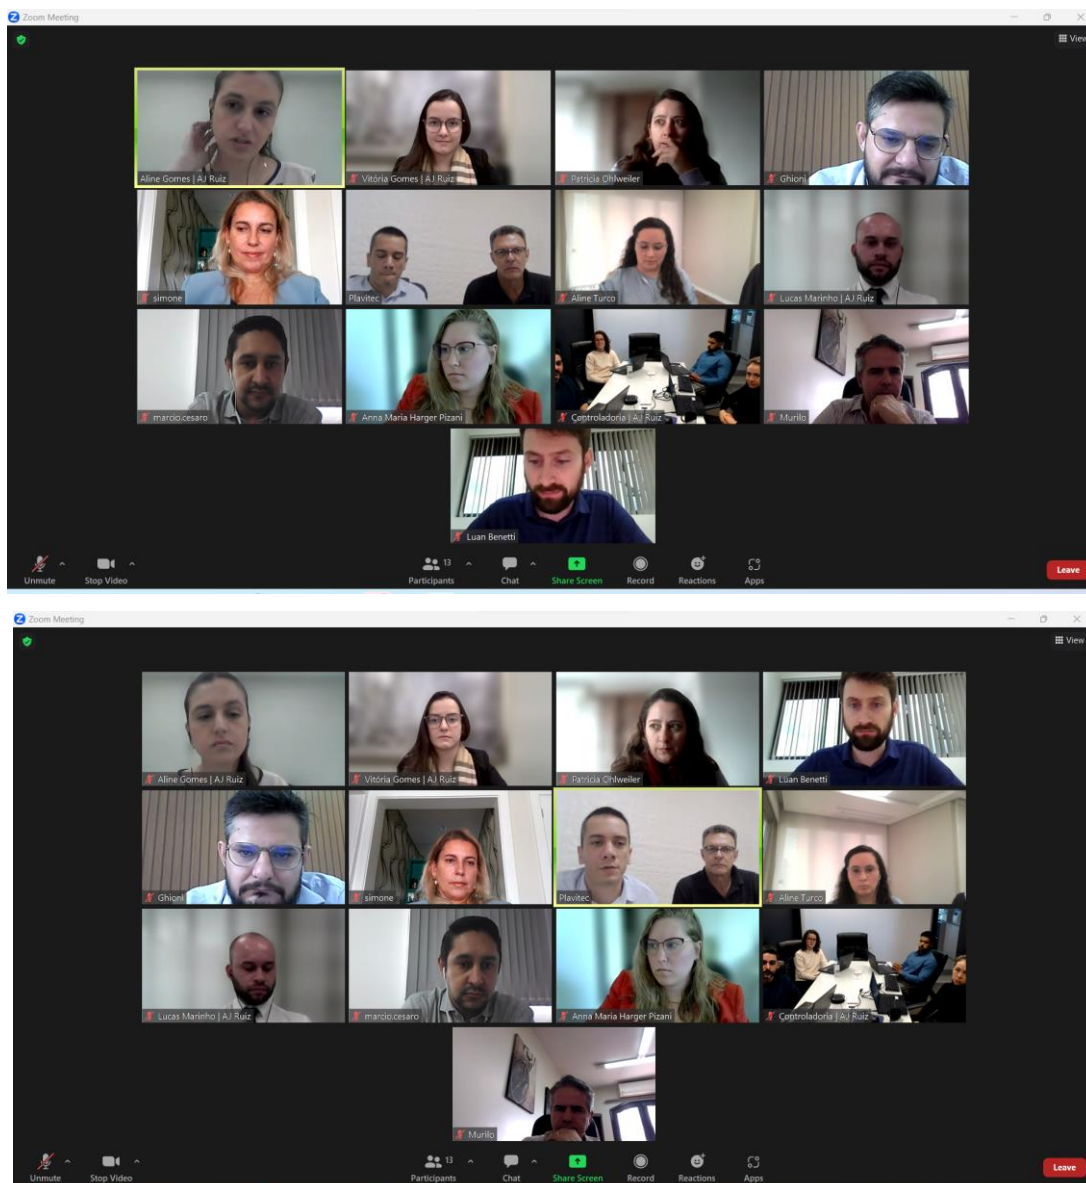 Zoom Meeting
View
Aline Gomes | AJ Ruiz
Vitória Gomes | AJ Ruiz
Patricia Ohlweiler
Ghioni
simone
Plavitec
Aline Turco
Lucas Marinho | AJ Ruiz
marcio.cesaro
Anna Maria Harger Pizani
Controladoria | AJ Ruiz
Murilo
Luan Benetti
Unmute
Stop Video
13
Participants
Chat
Share Screen
Record
Reactions
Apps
Leave
Zoom Meeting
View
Aline Gomes | AJ Ruiz
Vitória Gomes | AJ Ruiz
Patricia Ohlweiler
Luan Benetti
Ghioni
simone
Plavitec
Aline Turco
Lucas Marinho | AJ Ruiz
marcio.cesaro
Anna Maria Harger Pizani
Controladoria | AJ Ruiz
Murilo
Unmute
Stop Video
13
Participants
Chat
Share Screen
Record
Reactions
Apps
Leave